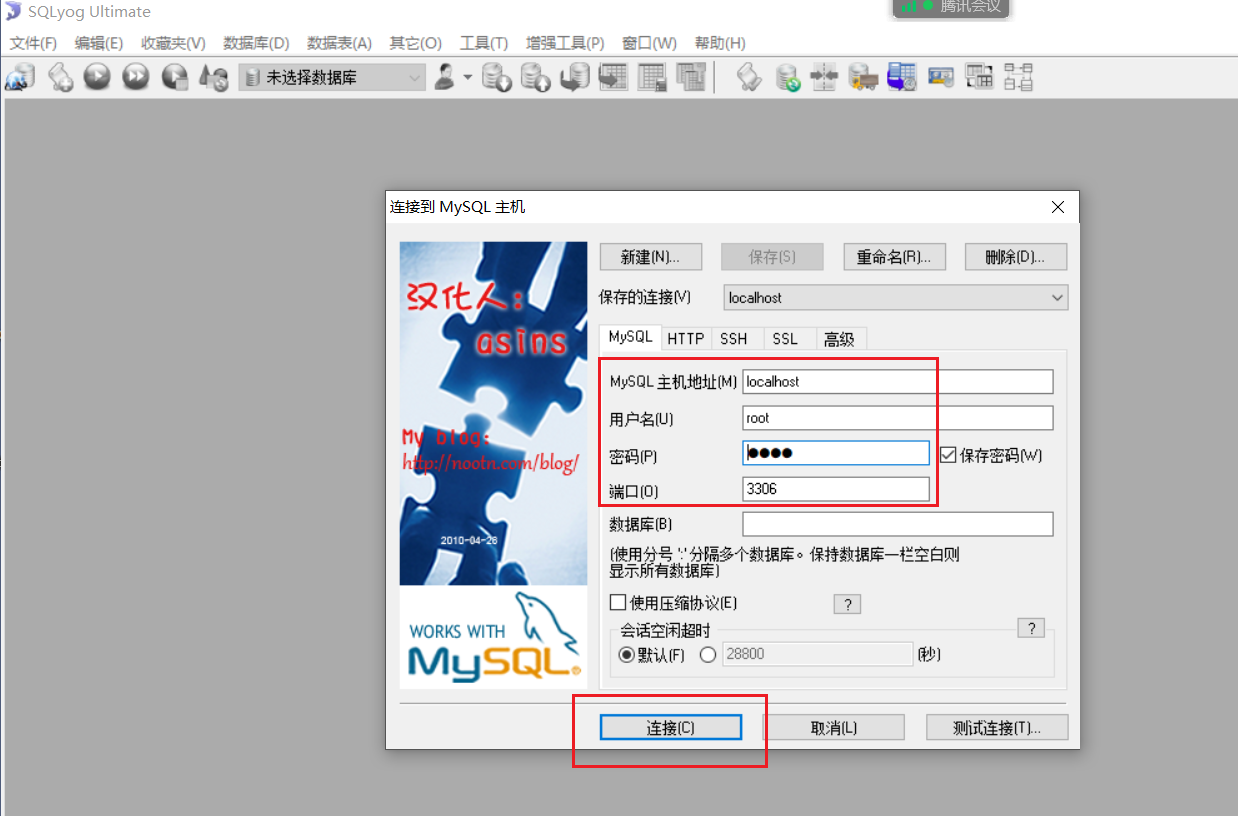 SQLyog Ultimate
腾讯会议
文件(F) 编辑(E) 收藏夹(V) 数据库(D) 数据表(A) 其它(O) 工具(T) 增强工具(P) 窗口(W) 帮助(H)
未选择数据库
连接到 MySQL 主机
新建(N)... 保存(S) 重命名(R)... 删除(D)...
保存的连接(V) localhost
MySQL HTTP SSH SSL 高级
MySQL 主机地址(M) localhost
用户名(U) root
密码(P) ●●●● 保存密码(W)
端口(O) 3306
数据库(B)
(使用分号 ';' 分隔多个数据库。保持数据库一栏空白则
显示所有数据库)
使用压缩协议(E) ?
会话空闲超时 ?
默认(F) 28800 (秒)
连接(C) 取消(L) 测试连接(T)...
汉化人:
asins
My blog:
http://nootn.com/blog/
2010-04-26
WORKS WITH
MySQL®